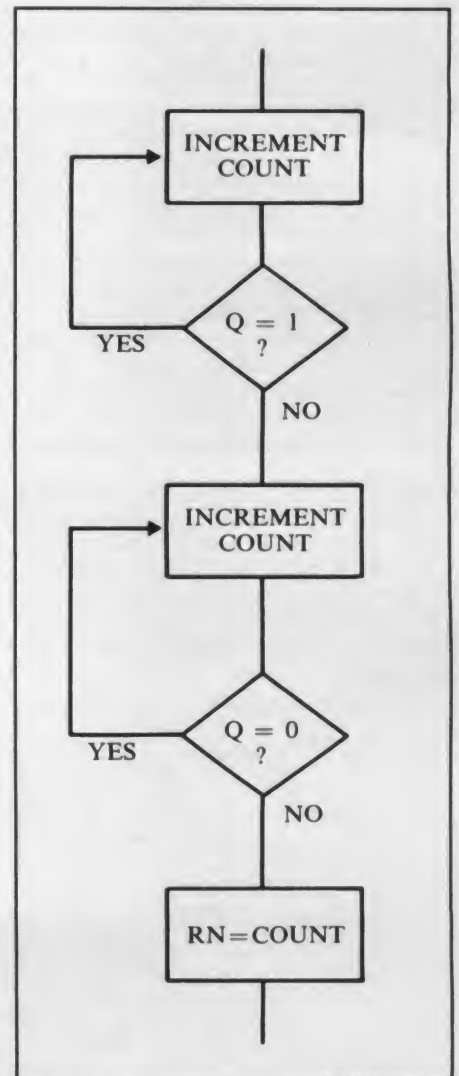 INCREMENT
COUNT
Q = 1
?
YES
NO
INCREMENT
COUNT
Q = 0
?
YES
NO
RN=COUNT